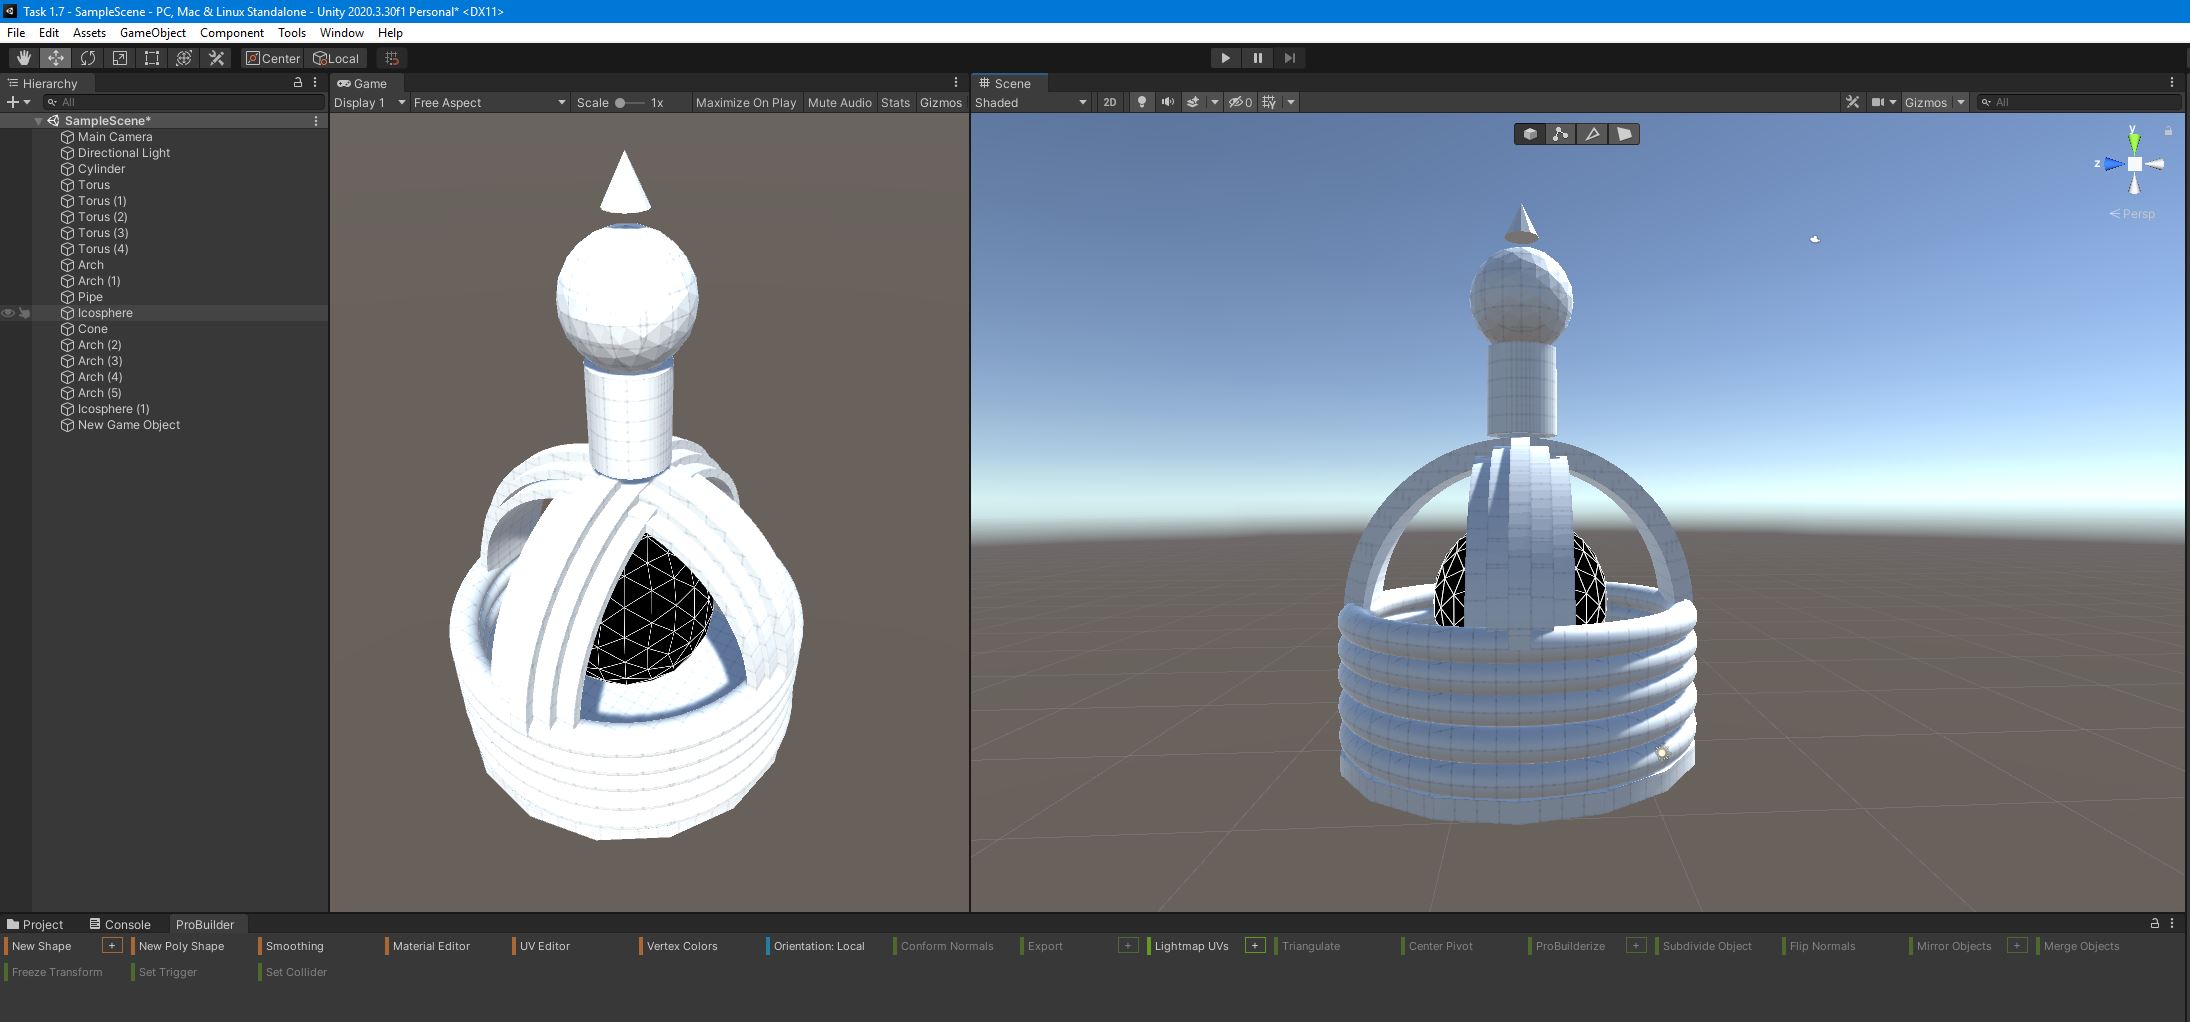 Task 1.7 - SampleScene - PC, Mac & Linux Standalone - Unity 2020.3.30f1 Personal* <DX11>
File Edit Assets GameObject Component Tools Window Help
Center Local
Hierarchy
All
SampleScene*
Main Camera
Directional Light
Cylinder
Torus
Torus (1)
Torus (2)
Torus (3)
Torus (4)
Arch
Arch (1)
Pipe
Icosphere
Cone
Arch (2)
Arch (3)
Arch (4)
Arch (5)
Icosphere (1)
New Game Object
Game
Display 1 Free Aspect Scale 1x Maximize On Play Mute Audio Stats Gizmos
Scene
Shaded 2D 0 Gizmos All
y
z
Persp
Project Console ProBuilder
New Shape + New Poly Shape Smoothing Material Editor UV Editor Vertex Colors Orientation: Local Conform Normals Export + Lightmap UVs + Triangulate Center Pivot ProBuilderize + Subdivide Object Flip Normals Mirror Objects + Merge Objects
Freeze Transform Set Trigger Set Collider